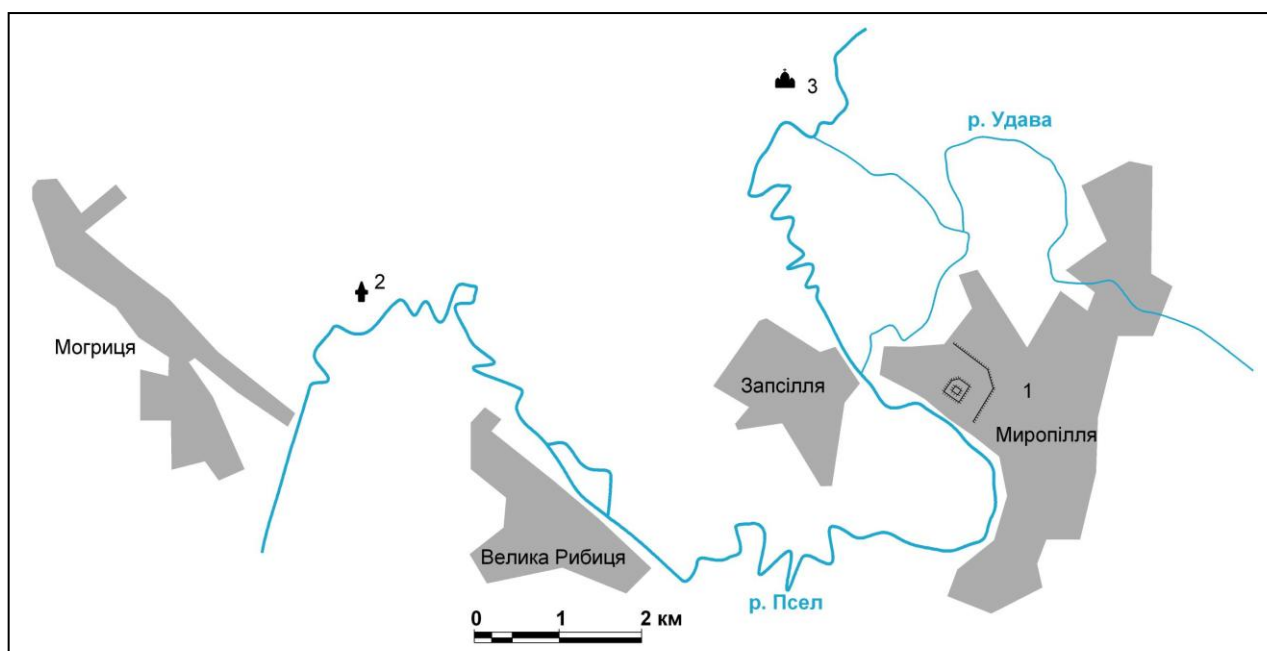 3
р. Удава
2
Могриця
Запсілля
1
Миропілля
Велика Рибиця
р. Псел
0 1 2 км